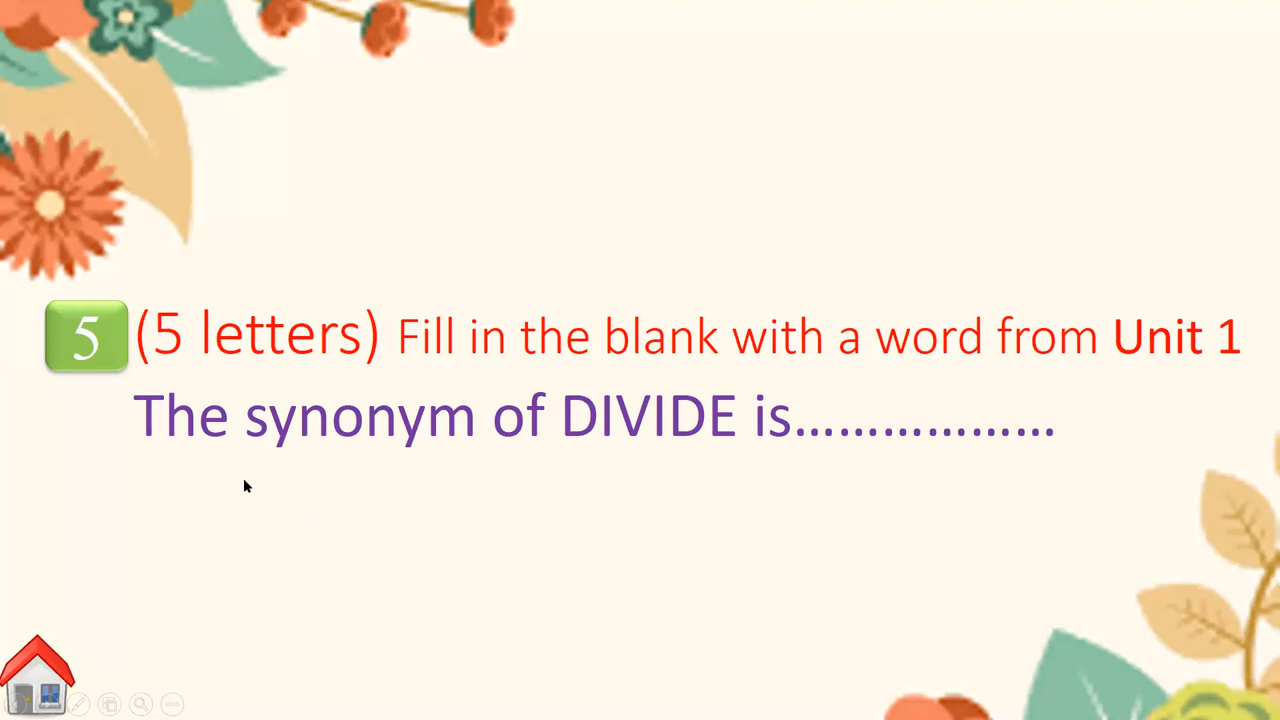 5 (5 letters) Fill in the blank with a word from Unit 1
The synonym of DIVIDE is..................